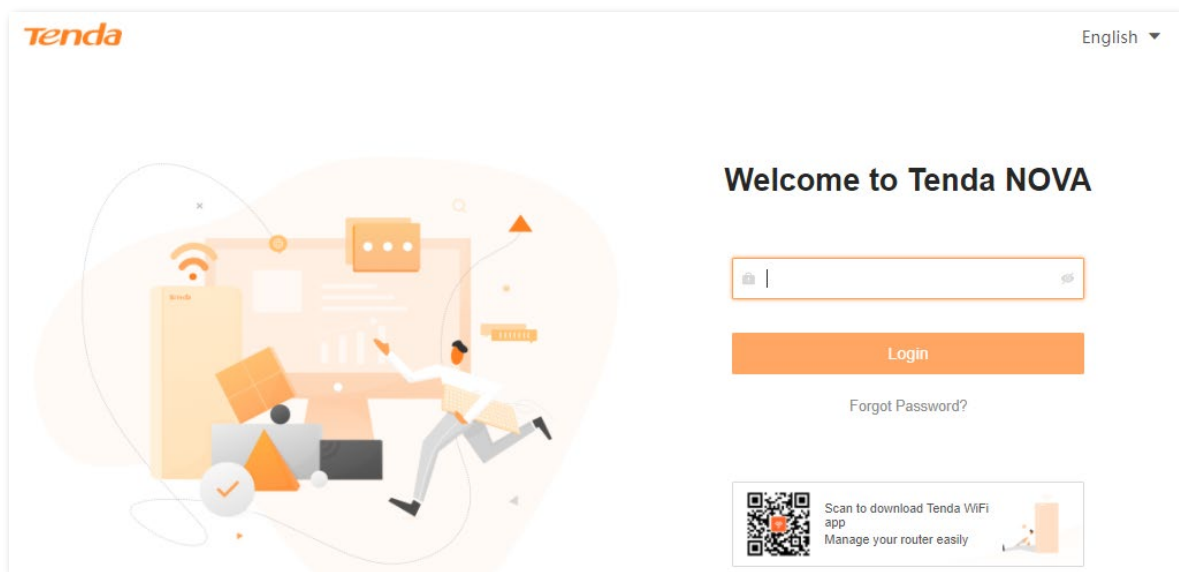 Tenda
English
Welcome to Tenda NOVA
Login
Forgot Password?
Scan to download Tenda WiFi
app
Manage your router easily